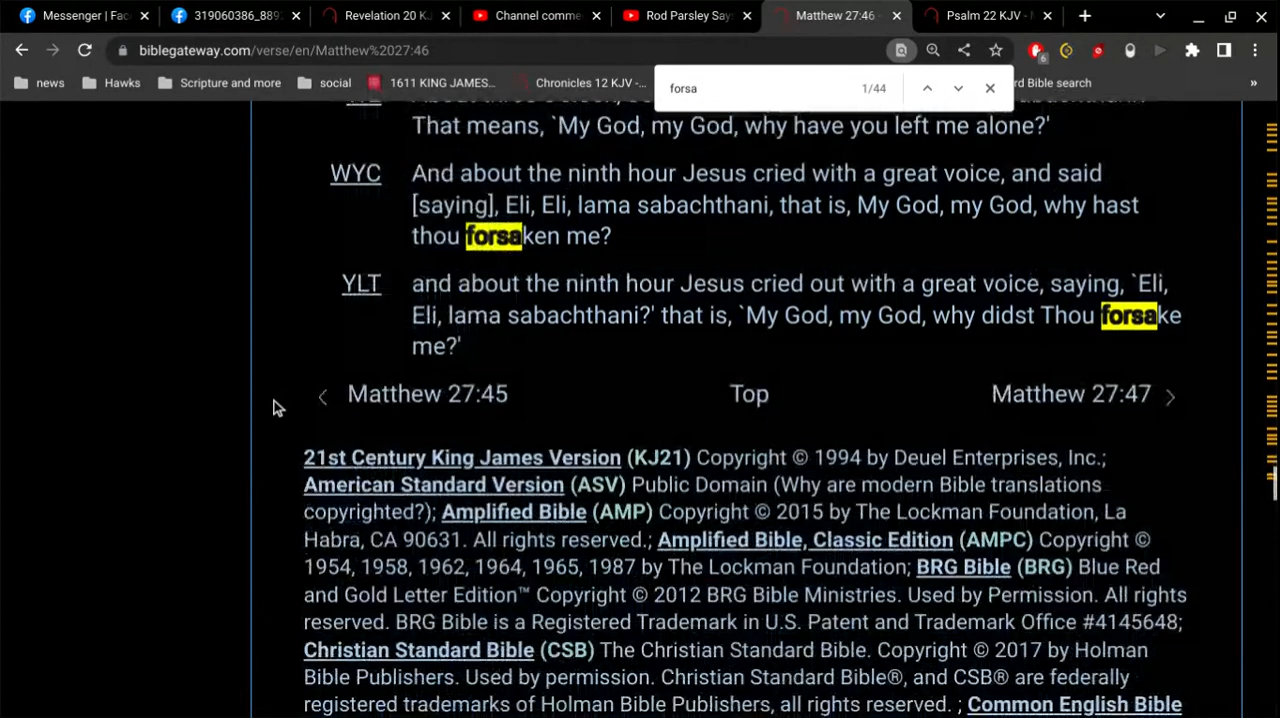 Messenger | Fac
319060386_889
Revelation 20 KJ
Channel comme
Rod Parsley Say
Matthew 27:46 -
Psalm 22 KJV -
biblegateway.com/verse/en/Matthew%2027:46
6
news
Hawks
Scripture and more
social
1611 KING JAMES...
Chronicles 12 KJV -...
rd Bible search
»
forsa
1/44
That means, `My God, my God, why have you left me alone?'
WYC And about the ninth hour Jesus cried with a great voice, and said
[saying], Eli, Eli, lama sabachthani, that is, My God, my God, why hast
thou forsaken me?
YLT and about the ninth hour Jesus cried out with a great voice, saying, `Eli,
Eli, lama sabachthani?' that is, `My God, my God, why didst Thou forsake
me?'
Matthew 27:45 Top Matthew 27:47
21st Century King James Version (KJ21) Copyright © 1994 by Deuel Enterprises, Inc.;
American Standard Version (ASV) Public Domain (Why are modern Bible translations
copyrighted?); Amplified Bible (AMP) Copyright © 2015 by The Lockman Foundation, La
Habra, CA 90631. All rights reserved.; Amplified Bible, Classic Edition (AMPC) Copyright ©
1954, 1958, 1962, 1964, 1965, 1987 by The Lockman Foundation; BRG Bible (BRG) Blue Red
and Gold Letter Edition™ Copyright © 2012 BRG Bible Ministries. Used by Permission. All rights
reserved. BRG Bible is a Registered Trademark in U.S. Patent and Trademark Office #4145648;
Christian Standard Bible (CSB) The Christian Standard Bible. Copyright © 2017 by Holman
Bible Publishers. Used by permission. Christian Standard Bible®, and CSB® are federally
registered trademarks of Holman Bible Publishers, all rights reserved. ; Common English Bible